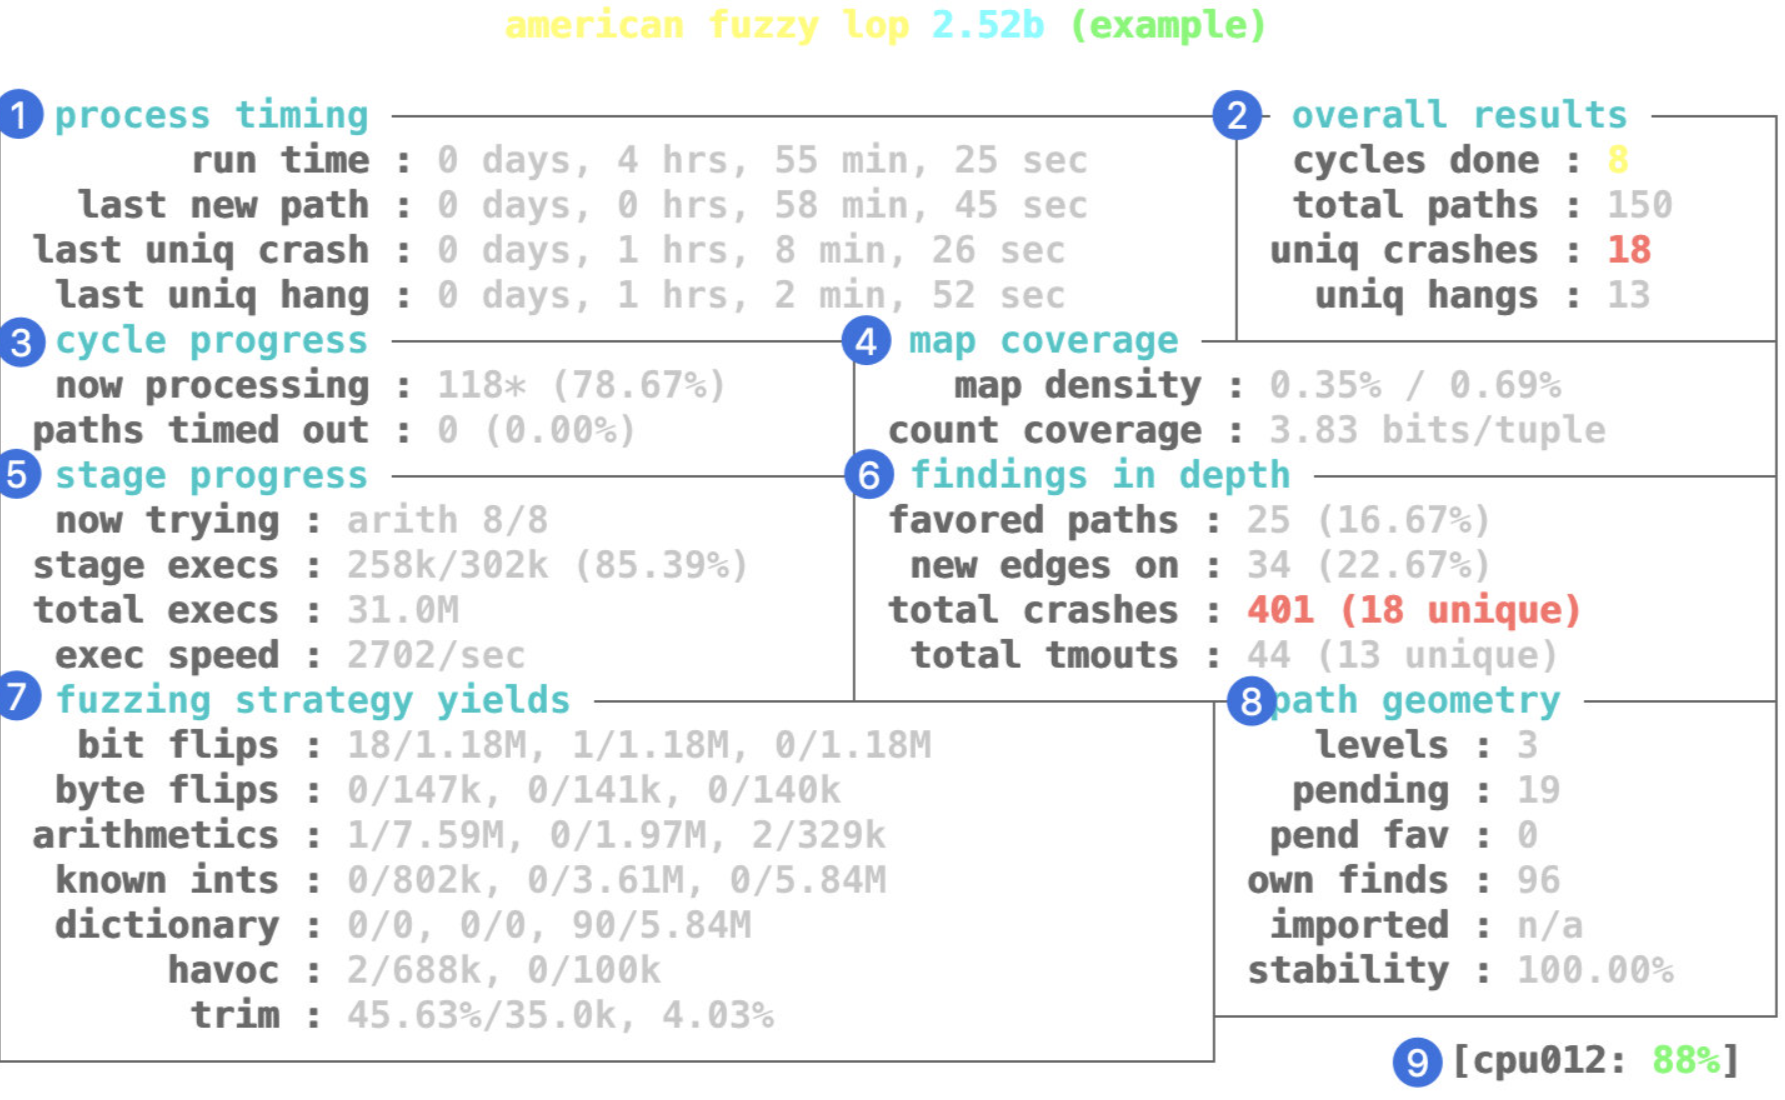 american fuzzy lop 2.52b (example)
1 process timing
run time : 0 days, 4 hrs, 55 min, 25 sec
last new path : 0 days, 0 hrs, 58 min, 45 sec
last uniq crash : 0 days, 1 hrs, 8 min, 26 sec
last uniq hang : 0 days, 1 hrs, 2 min, 52 sec
2 overall results
cycles done : 8
total paths : 150
uniq crashes : 18
uniq hangs : 13
3 cycle progress
now processing : 118* (78.67%)
paths timed out : 0 (0.00%)
4 map coverage
map density : 0.35% / 0.69%
count coverage : 3.83 bits/tuple
5 stage progress
now trying : arith 8/8
stage execs : 258k/302k (85.39%)
total execs : 31.0M
exec speed : 2702/sec
6 findings in depth
favored paths : 25 (16.67%)
new edges on : 34 (22.67%)
total crashes : 401 (18 unique)
total tmouts : 44 (13 unique)
7 fuzzing strategy yields
bit flips : 18/1.18M, 1/1.18M, 0/1.18M
byte flips : 0/147k, 0/141k, 0/140k
arithmetics : 1/7.59M, 0/1.97M, 2/329k
known ints : 0/802k, 0/3.61M, 0/5.84M
dictionary : 0/0, 0/0, 90/5.84M
havoc : 2/688k, 0/100k
trim : 45.63%/35.0k, 4.03%
8 path geometry
levels : 3
pending : 19
pend fav : 0
own finds : 96
imported : n/a
stability : 100.00%
9 [cpu012: 88%]